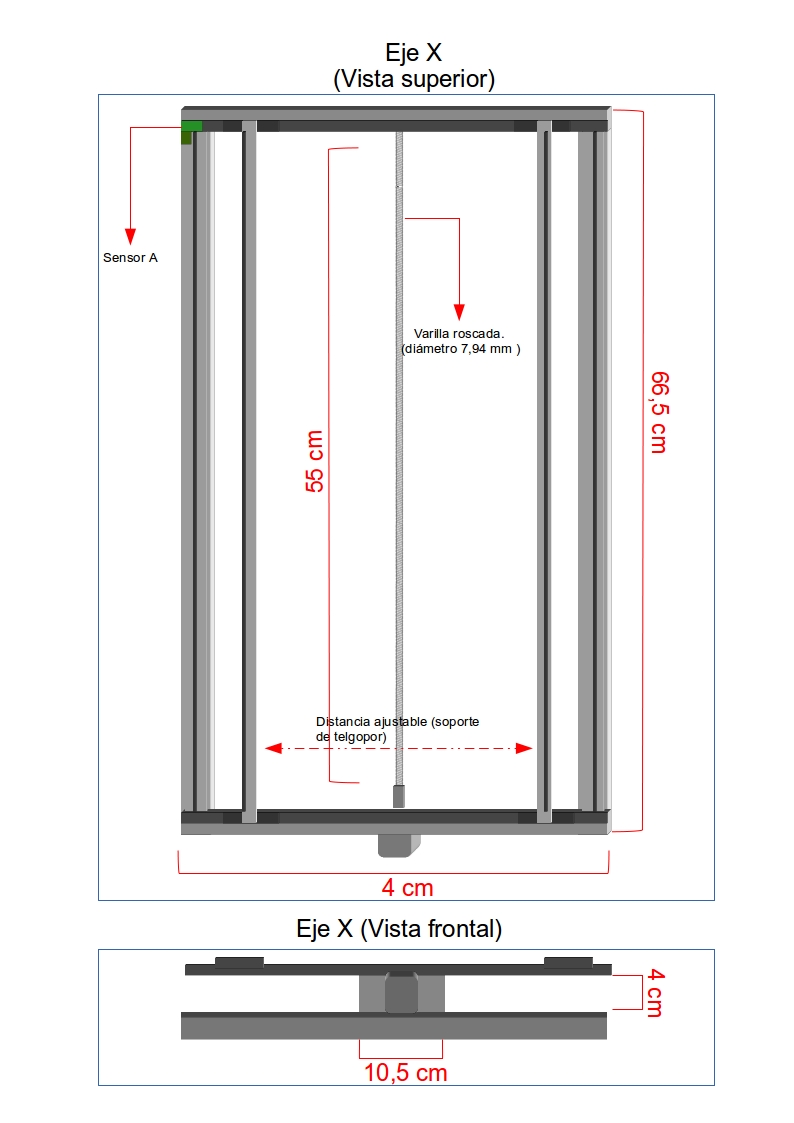 Eje X
(Vista superior)
Sensor A
Varilla roscada.
(diámetro 7,94 mm )
66,5 cm
55 cm
Distancia ajustable (soporte
de telgopor)
4 cm
Eje X (Vista frontal)
4 cm
10,5 cm